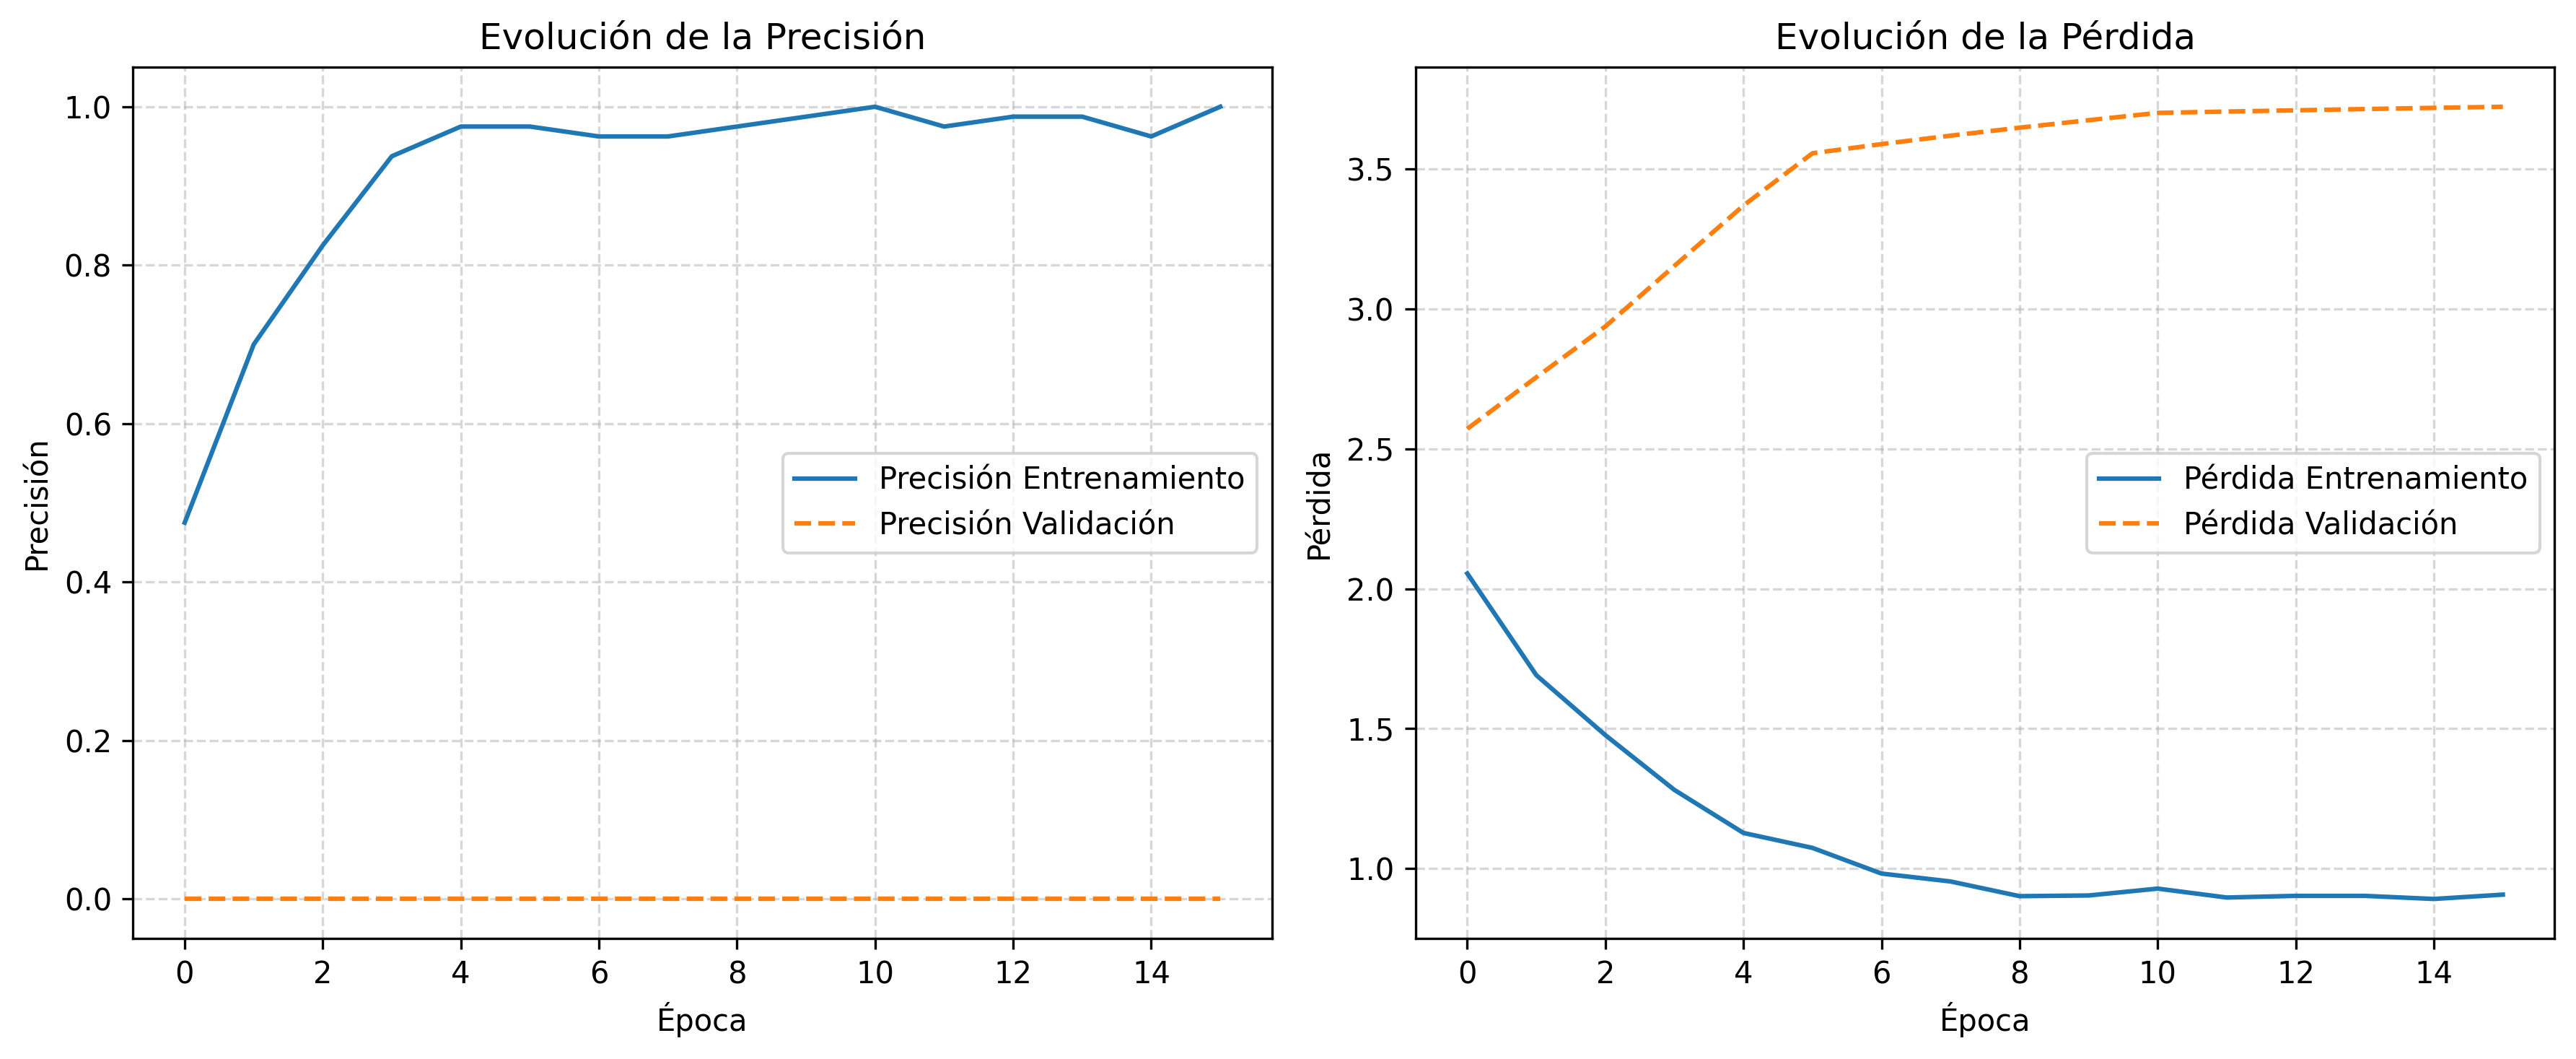 Evolución de la Precisión
1.0
0.8
0.6
0.4
0.2
0.0
Precisión
Precisión Entrenamiento
Precisión Validación
0 2 4 6 8 10 12 14
Época
Evolución de la Pérdida
3.5
3.0
2.5
2.0
1.5
1.0
Pérdida
Pérdida Entrenamiento
Pérdida Validación
0 2 4 6 8 10 12 14
Época